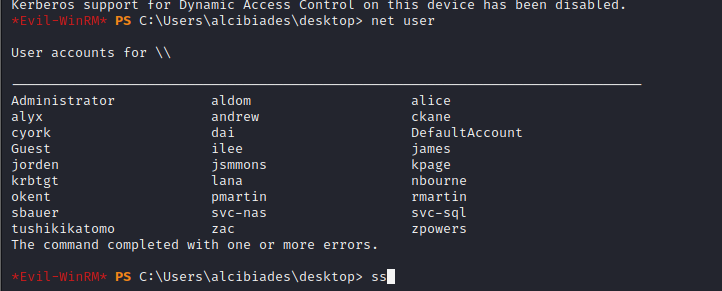 Kerberos support for Dynamic Access Control on this device has been disabled.
*Evil-WinRM* PS C:\Users\alcibiades\desktop> net user
User accounts for \\
-------------------------------------------------------------------------------
Administrator            aldom                    alice
alyx                     andrew                   ckane
cyork                    dai                      DefaultAccount
Guest                    ilee                     james
jorden                   jsmmons                  kpage
krbtgt                   lana                     nbourne
okent                    pmartin                  rmartin
sbauer                   svc-nas                  svc-sql
tushikikatomo            zac                      zpowers
The command completed with one or more errors.
*Evil-WinRM* PS C:\Users\alcibiades\desktop> ss